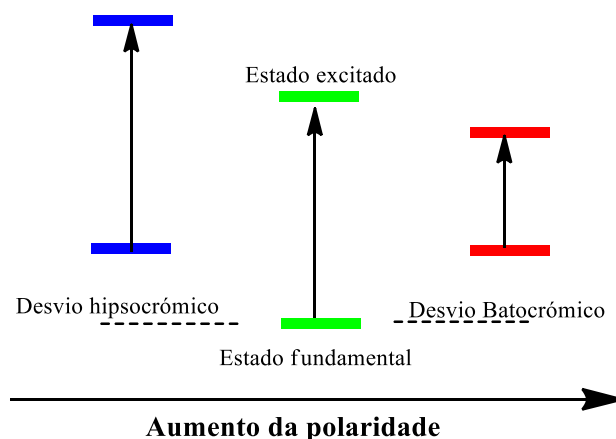 Estado excitado
Desvio hipsocrómico
Desvio Batocrómico
Estado fundamental
Aumento da polaridade